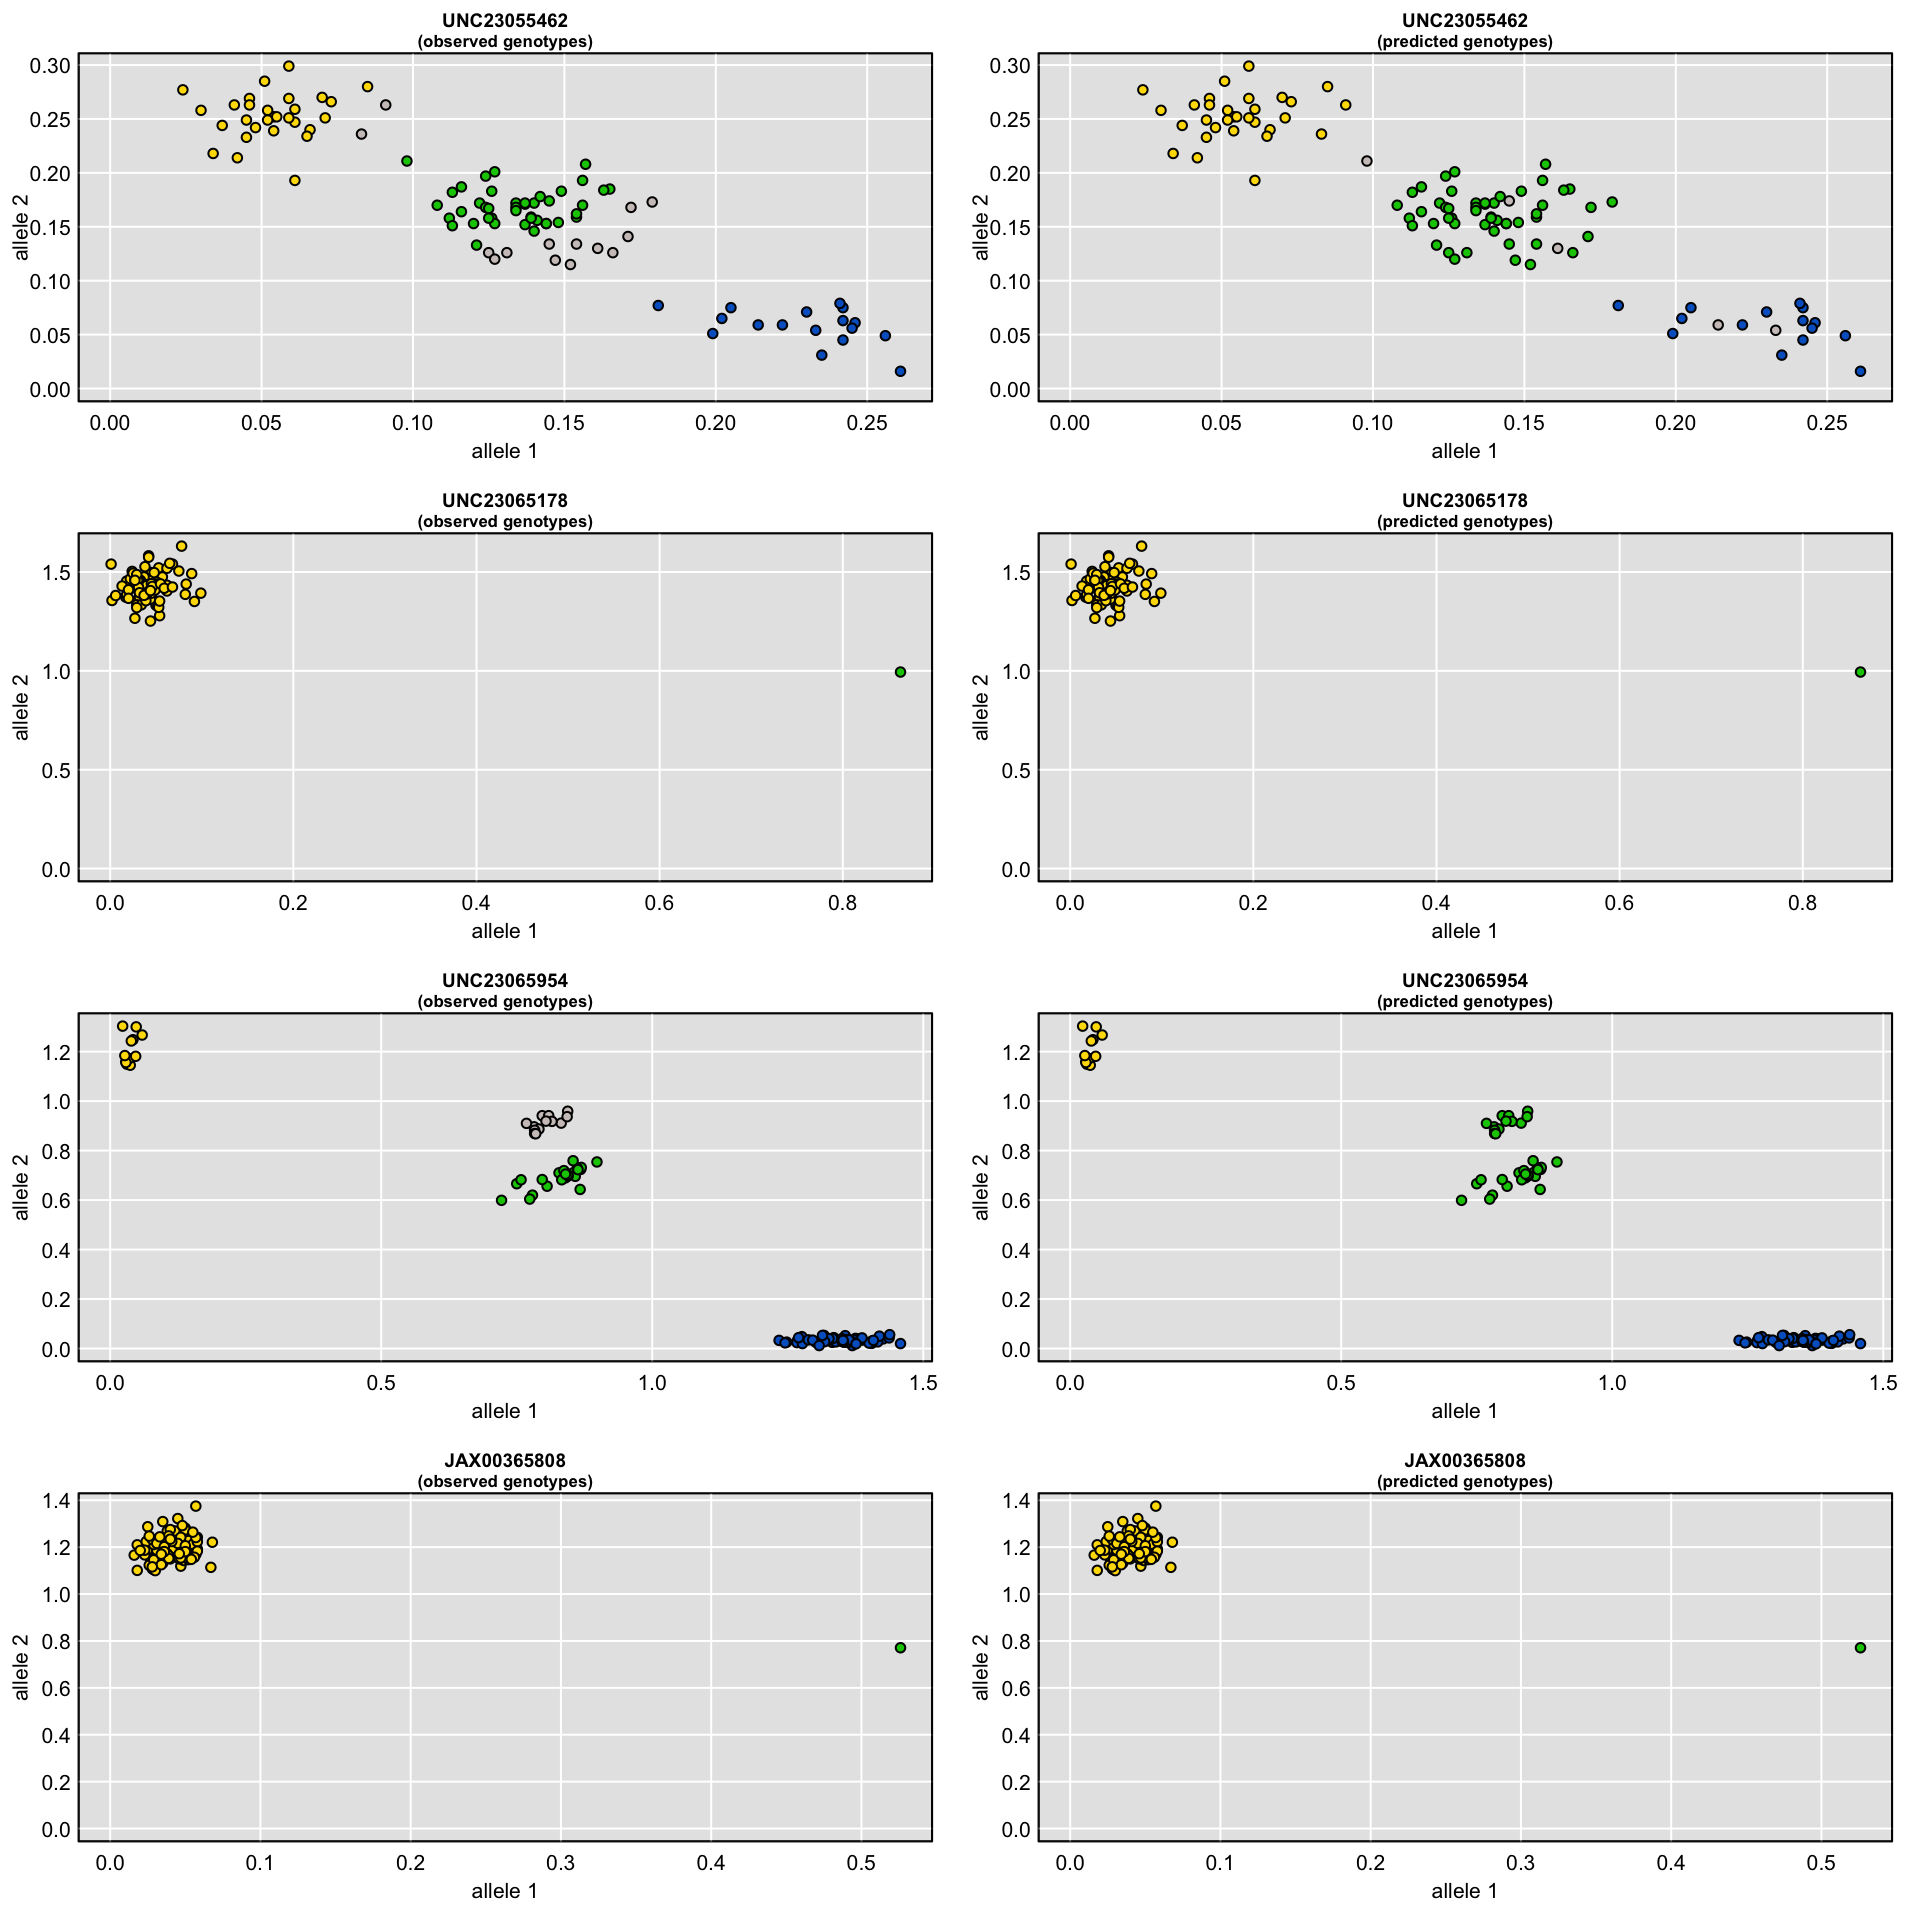 UNC23055462
(observed genotypes)
0.30
0.25
0.20
0.15
0.10
0.05
0.00
allele 2
0.00 0.05 0.10 0.15 0.20 0.25
allele 1
UNC23055462
(predicted genotypes)
0.30
0.25
0.20
0.15
0.10
0.05
0.00
allele 2
0.00 0.05 0.10 0.15 0.20 0.25
allele 1
UNC23065178
(observed genotypes)
1.5
1.0
0.5
0.0
allele 2
0.0 0.2 0.4 0.6 0.8
allele 1
UNC23065178
(predicted genotypes)
1.5
1.0
0.5
0.0
allele 2
0.0 0.2 0.4 0.6 0.8
allele 1
UNC23065954
(observed genotypes)
1.2
1.0
0.8
0.6
0.4
0.2
0.0
allele 2
0.0 0.5 1.0 1.5
allele 1
UNC23065954
(predicted genotypes)
1.2
1.0
0.8
0.6
0.4
0.2
0.0
allele 2
0.0 0.5 1.0 1.5
allele 1
JAX00365808
(observed genotypes)
1.4
1.2
1.0
0.8
0.6
0.4
0.2
0.0
allele 2
0.0 0.1 0.2 0.3 0.4 0.5
allele 1
JAX00365808
(predicted genotypes)
1.4
1.2
1.0
0.8
0.6
0.4
0.2
0.0
allele 2
0.0 0.1 0.2 0.3 0.4 0.5
allele 1